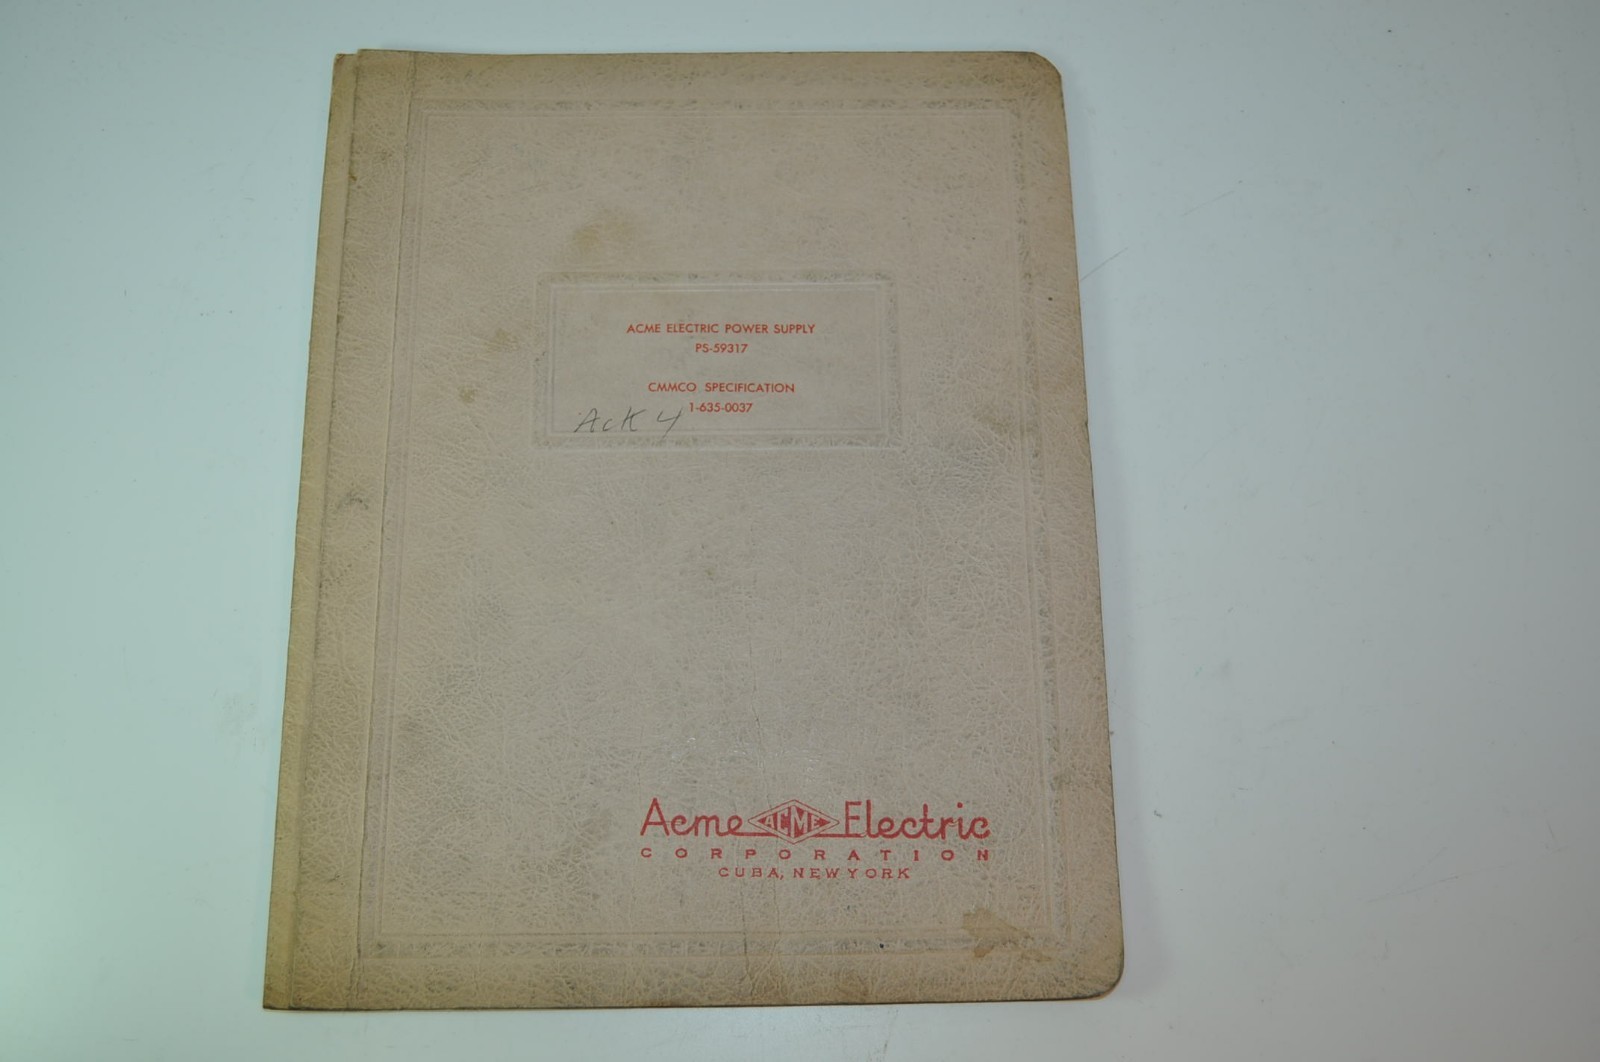 ACME ELECTRIC POWER SUPPLY
PS-59317
CMMCO SPECIFICATION
1-635-0037
Ack 4
Acme ACME Electric
CORPORATION
CUBA, NEW YORK